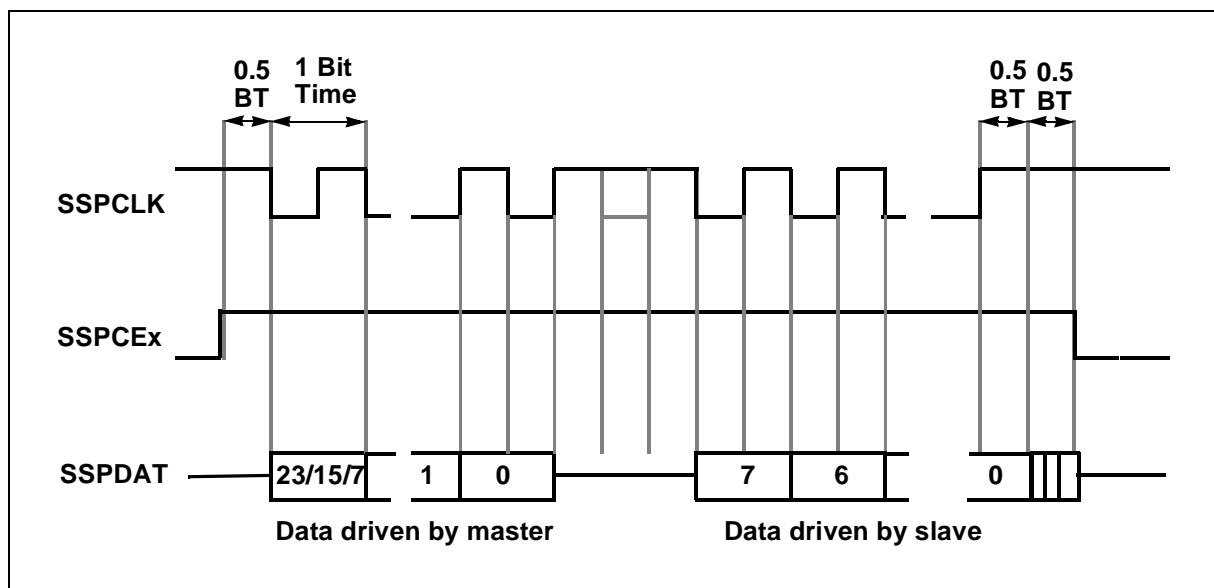 0.5
BT
1 Bit
Time
0.5
BT
0.5
BT
SSPCLK
SSPCEx
SSPDAT
23/15/7
1
0
7
6
0
Data driven by master
Data driven by slave